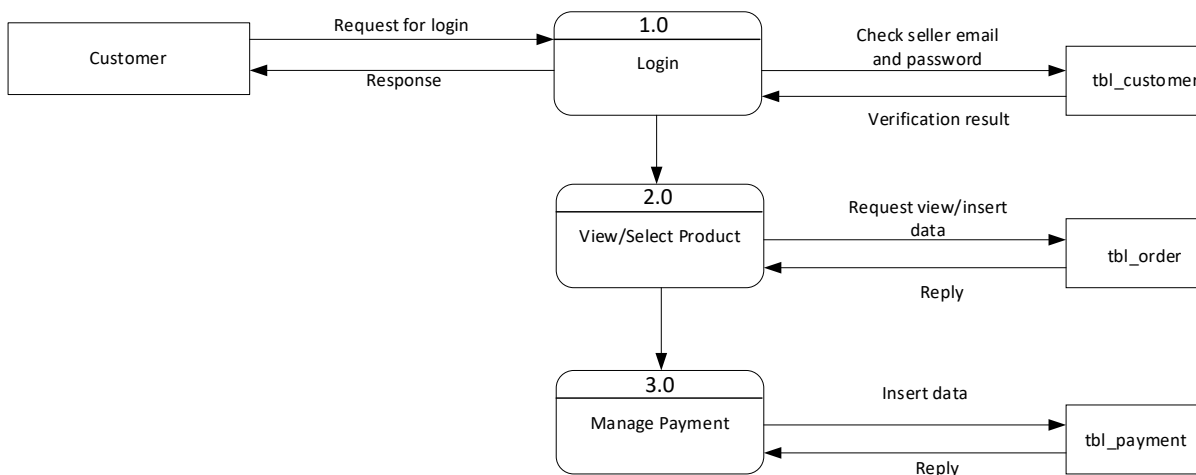 1.0
Request for login
Customer
Login
Response
Check seller email
and password
tbl_customer
Verification result
2.0
View/Select Product
Request view/insert
data
tbl_order
Reply
3.0
Manage Payment
Insert data
tbl_payment
Reply